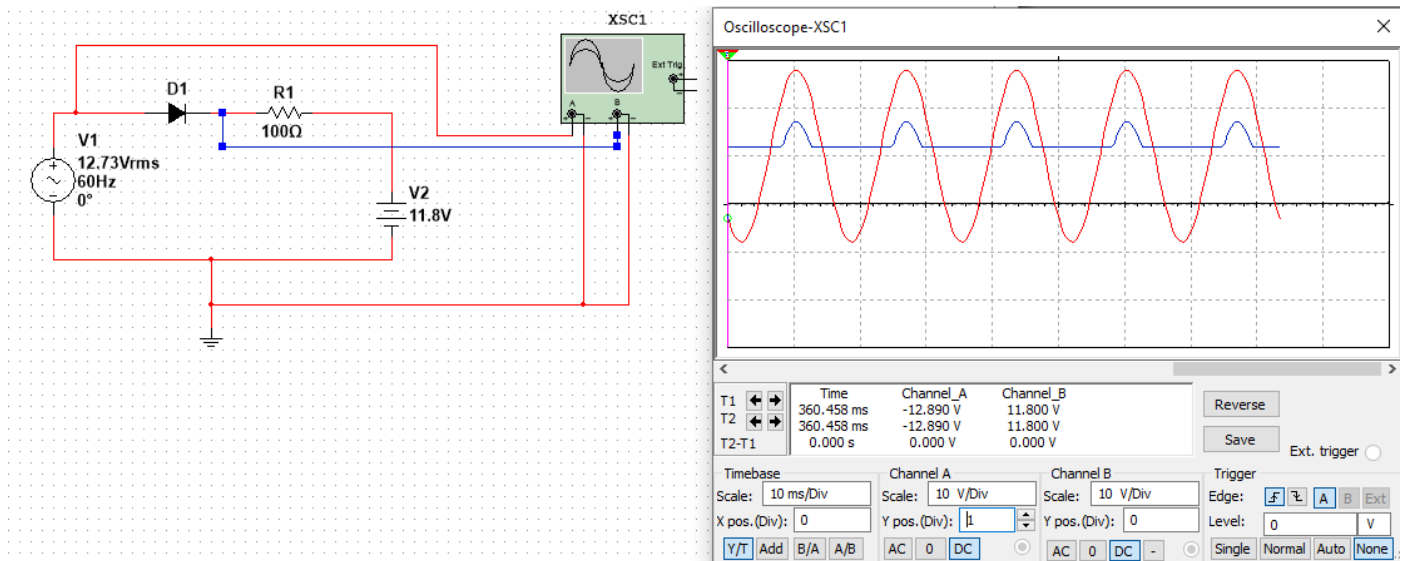 XSC1
Ext Trig
A
B
D1
R1
100Ω
V1
12.73Vrms
60Hz
0°
V2
11.8V
Oscilloscope-XSC1
Time Channel_A Channel_B
T1 360.458 ms -12.890 V 11.800 V
T2 360.458 ms -12.890 V 11.800 V
T2-T1 0.000 s 0.000 V 0.000 V
Reverse
Save
Ext. trigger
Timebase
Scale: 10 ms/Div
X pos.(Div): 0
Y/T Add B/A A/B
Channel A
Scale: 10 V/Div
Y pos.(Div): 1
AC 0 DC
Channel B
Scale: 10 V/Div
Y pos.(Div): 0
AC 0 DC -
Trigger
Edge: A B Ext
Level: 0 V
Single Normal Auto None